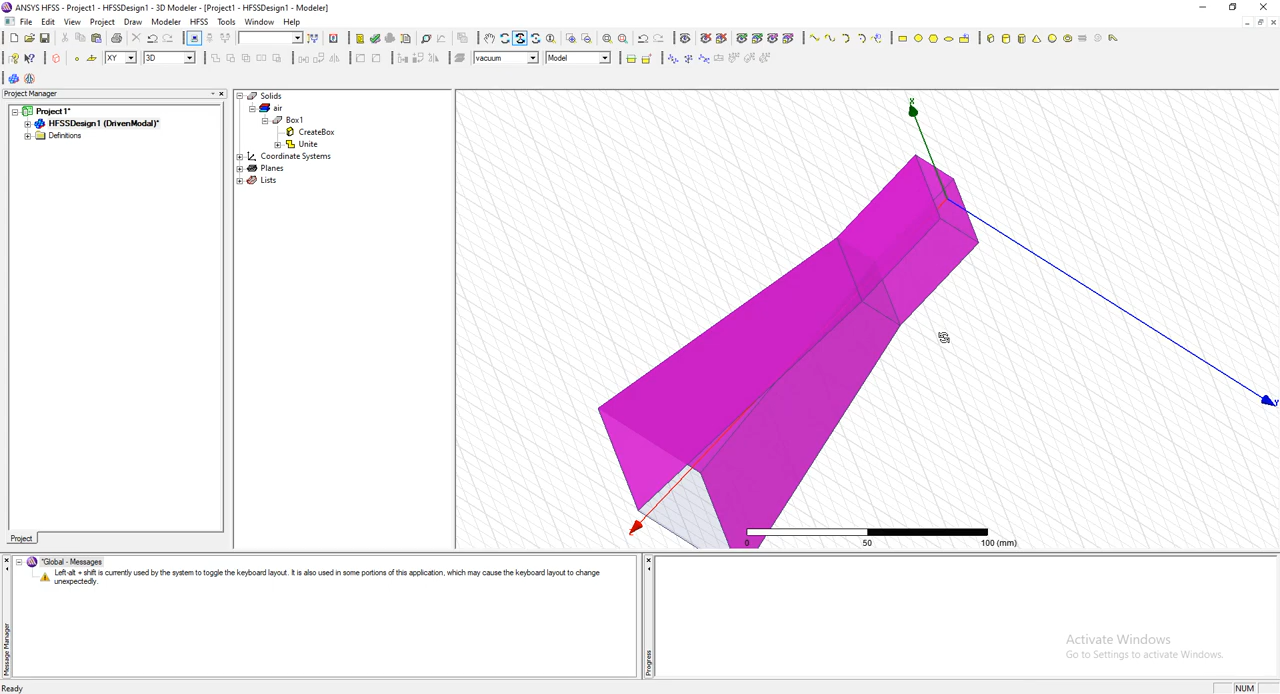 ANSYS HFSS - Project1 - HFSSDesign1 - 3D Modeler - [Project1 - HFSSDesign1 - Modeler]
File Edit View Project Draw Modeler HFSS Tools Window Help
XY 3D vacuum Model
Project Manager
Project1*
HFSSDesign1 (DrivenModal)*
Definitions
Project
Solids
air
Box1
CreateBox
Unite
Coordinate Systems
Planes
Lists
X
Y
0 50 100 (mm)
*Global - Messages
Left-alt + shift is currently used by the system to toggle the keyboard layout. It is also used in some portions of this application, which may cause the keyboard layout to change
unexpectedly.
Message Manager
Progress
Activate Windows
Go to Settings to activate Windows.
Ready
NUM